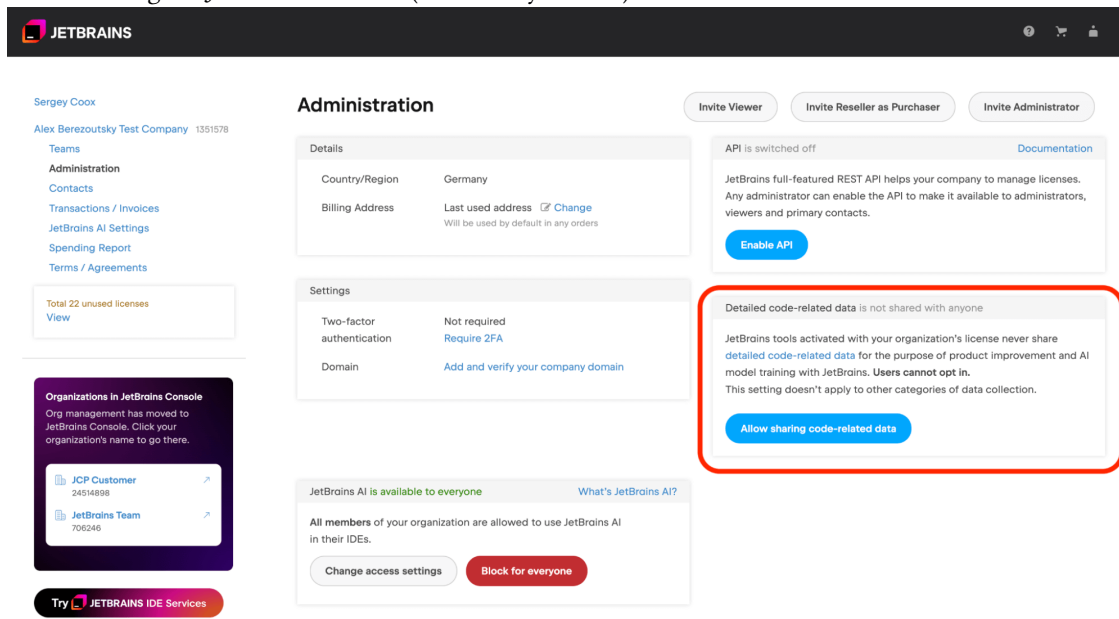 JETBRAINS
Sergey Coox
Alex Berezoutsky Test Company 1351578
Teams
Administration
Contacts
Transactions / Invoices
JetBrains AI Settings
Spending Report
Terms / Agreements
Total 22 unused licenses
View
Organizations in JetBrains Console
Org management has moved to
JetBrains Console. Click your
organization's name to go there.
JCP Customer
24514898
JetBrains Team
706246
Try JETBRAINS IDE Services
Administration
Invite Viewer
Invite Reseller as Purchaser
Invite Administrator
Details
Country/Region Germany
Billing Address Last used address Change
Will be used by default in any orders
Settings
Two-factor authentication Not required
Require 2FA
Domain Add and verify your company domain
JetBrains AI is available to everyone What's JetBrains AI?
All members of your organization are allowed to use JetBrains AI
in their IDEs.
Change access settings
Block for everyone
API is switched off Documentation
JetBrains full-featured REST API helps your company to manage licenses.
Any administrator can enable the API to make it available to administrators,
viewers and primary contacts.
Enable API
Detailed code-related data is not shared with anyone
JetBrains tools activated with your organization's license never share
detailed code-related data for the purpose of product improvement and AI
model training with JetBrains. Users cannot opt in.
This setting doesn't apply to other categories of data collection.
Allow sharing code-related data